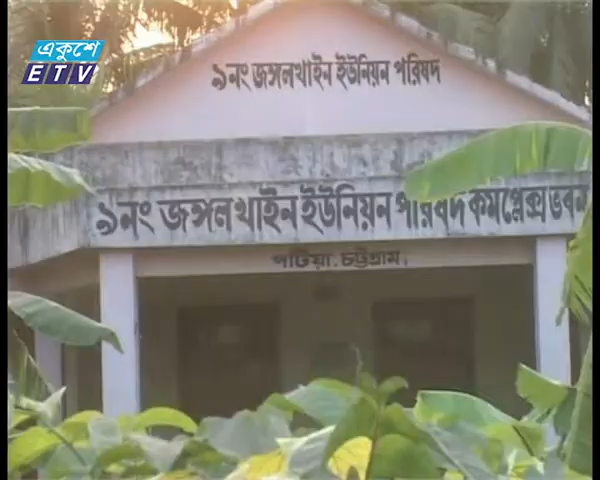 একুশে
ETV
৯নং জঙ্গলখাইন ইউনিয়ন পরিষদ
৯নং জঙ্গলখাইন ইউনিয়ন পরিষদ কমপ্লেক্স ভবন
পটিয়া, চট্টগ্রাম।